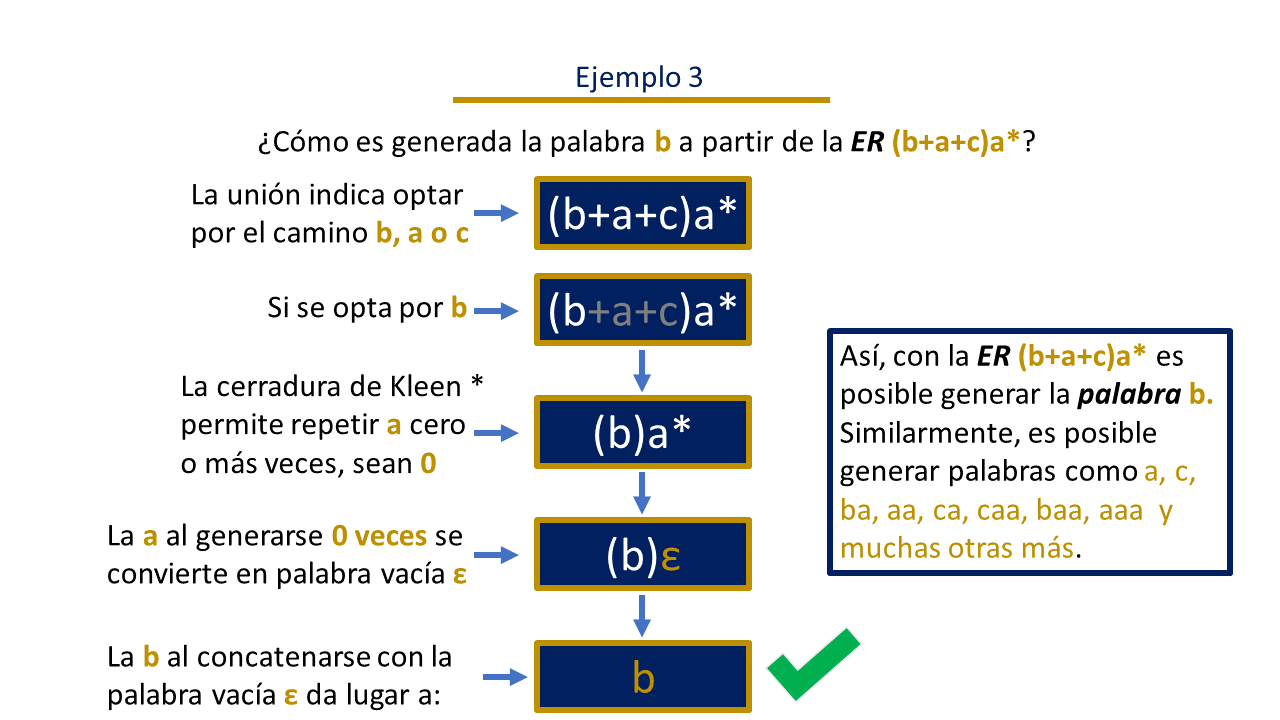 Ejemplo 3
¿Cómo es generada la palabra b a partir de la ER (b+a+c)a*?
La unión indica optar
por el camino b, a o c
(b+a+c)a*
Si se opta por b
(b+a+c)a*
La cerradura de Kleen *
permite repetir a cero
o más veces, sean 0
(b)a*
La a al generarse 0 veces se
convierte en palabra vacía ε
(b)ε
La b al concatenarse con la
palabra vacía ε da lugar a:
b
Así, con la ER (b+a+c)a* es
posible generar la palabra b.
Similarmente, es posible
generar palabras como a, c,
ba, aa, ca, caa, baa, aaa y
muchas otras más.